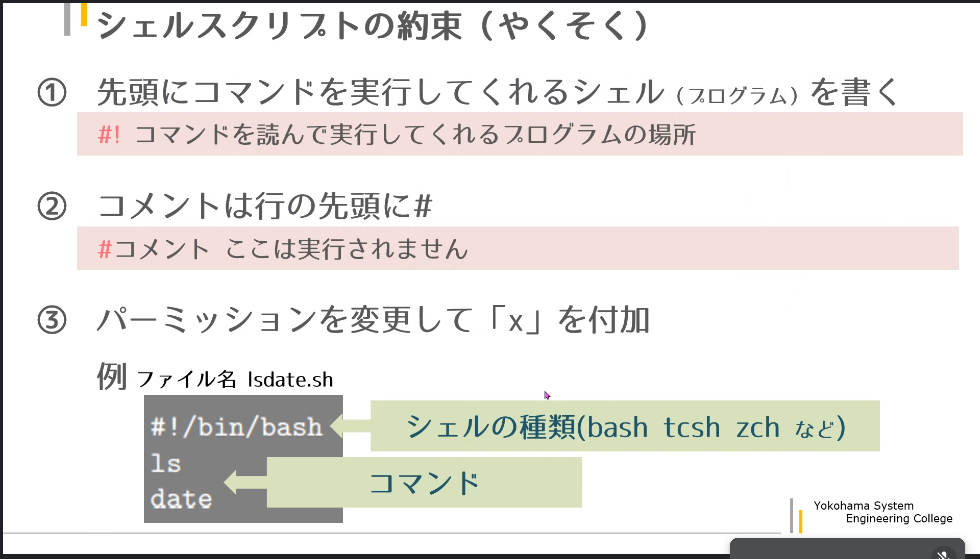 シェルスクリプトの約束（やくそく）
① 先頭にコマンドを実行してくれるシェル（プログラム）を書く
#! コマンドを読んで実行してくれるプログラムの場所
② コメントは行の先頭に#
#コメント ここは実行されません
③ パーミッションを変更して「x」を付加
例 ファイル名 lsdate.sh
#!/bin/bash
シェルの種類(bash tcsh zch など)
ls
date
コマンド
Yokohama System
Engineering College